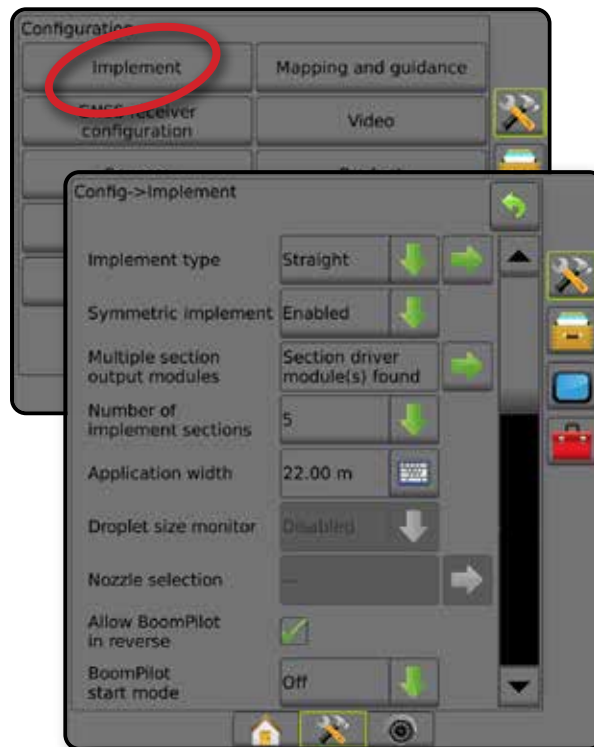 Configuration
Implement
Mapping and guidance
GNSS receiver
configuration
Video
Config->Implement
Implement type
Straight
Symmetric implement
Enabled
Multiple section
output modules
Section driver
module(s) found
Number of
implement sections
5
Application width
22.00 m
Droplet size monitor
Disabled
Nozzle selection
---
Allow BoomPilot
in reverse
BoomPilot
start mode
Off